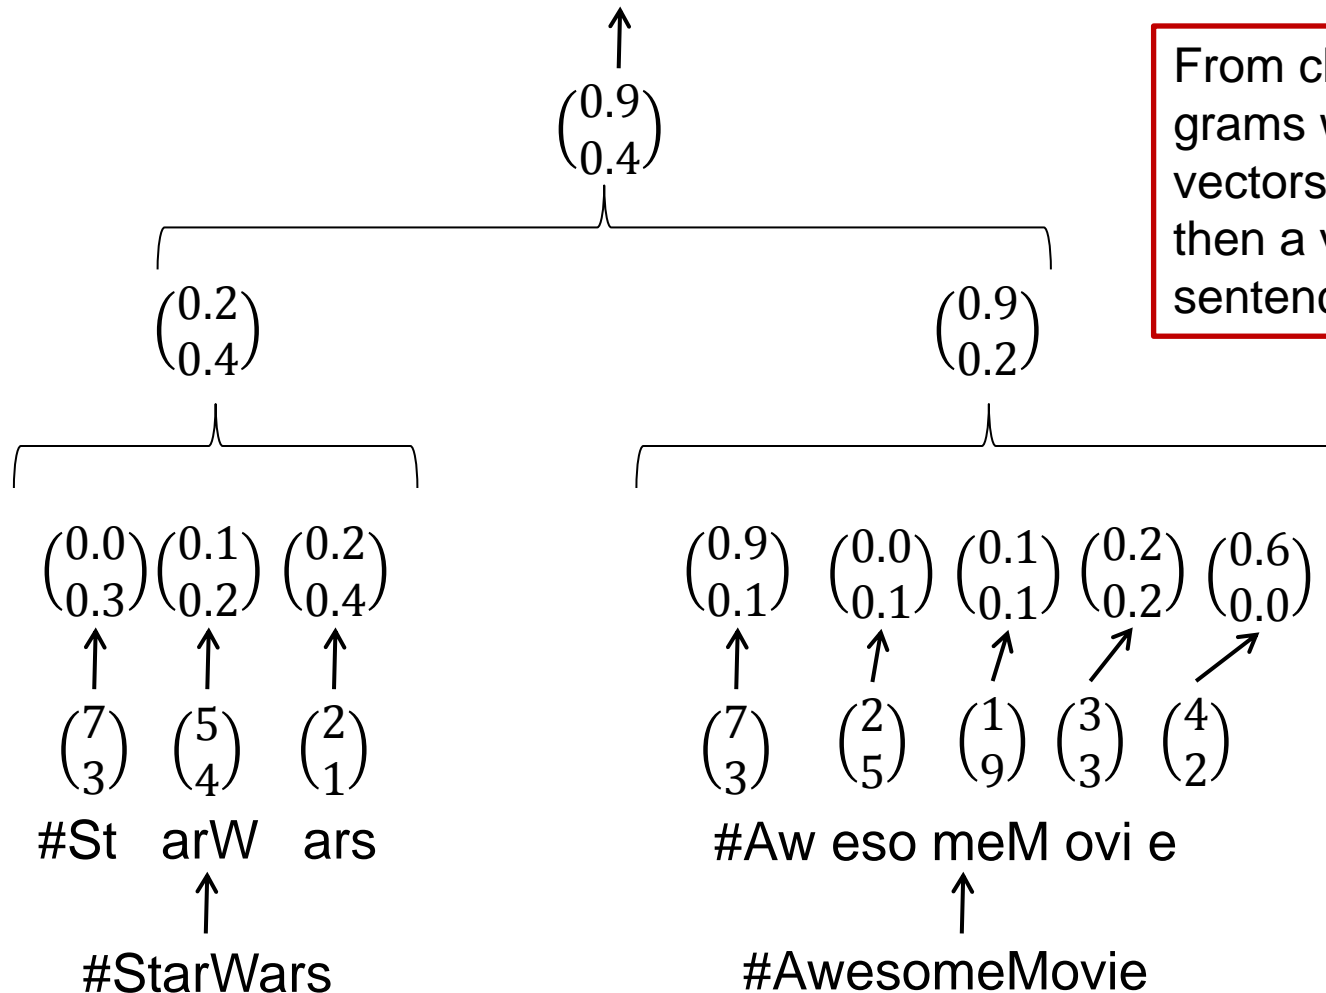 0.9
0.4
From
grams
vectors
then a
0.2 0.9
0.4 0.2
0.0 0.1 0.2 0.9 0.0 0.1 0.2 0.6
0.3 0.2 0.4 0.1 0.1 0.1 0.2 0.0
7 5 2 7 2 1 3 4
3 4 1 3 5 9 3 2
#St arW ars #Aw eso meM ovi e
#StarWars #AwesomeMovie